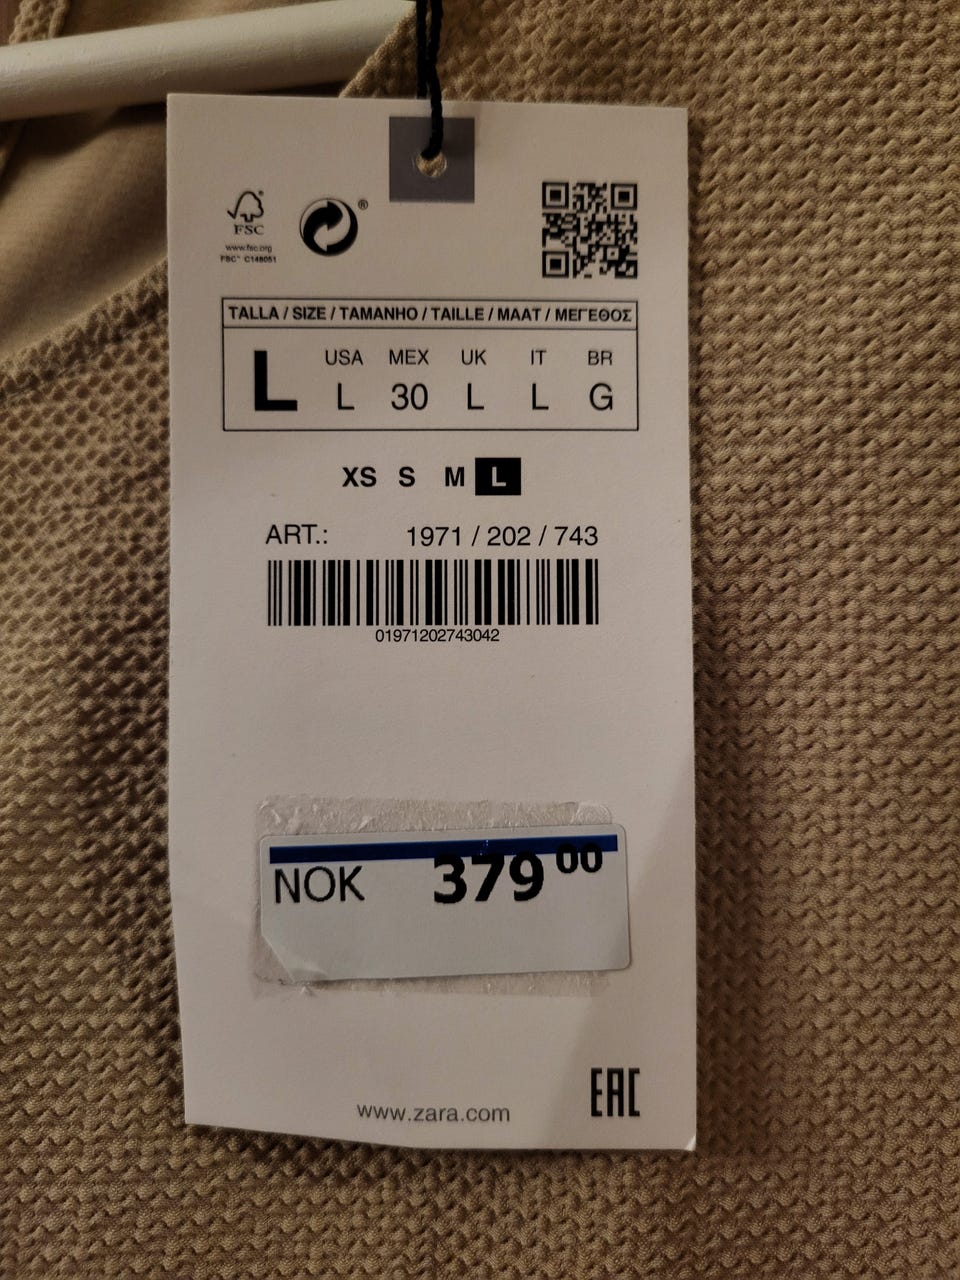 FSC
www.fsc.org
FSC™ C148051
®
TALLA / SIZE / TAMANHO / TAILLE / MAAT / ΜΕΓΕΘΟΣ
L
USA MEX UK IT BR
L 30 L L G
XS S M L
ART.: 1971 / 202 / 743
01971202743042
NOK 379 00
www.zara.com
EAC